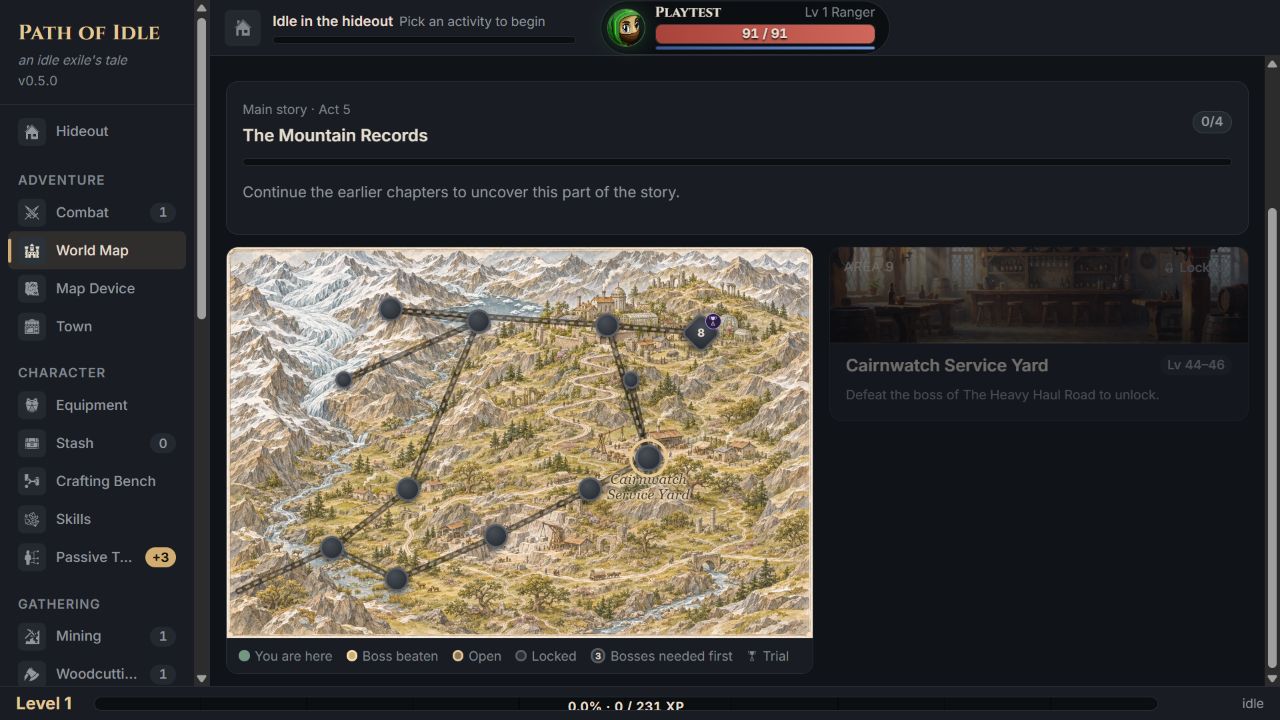 PATH OF IDLE
an idle exile's tale
v0.5.0
Hideout
ADVENTURE
Combat 1
World Map
Map Device
Town
CHARACTER
Equipment
Stash 0
Crafting Bench
Skills
Passive T... +3
GATHERING
Mining 1
Woodcutti... 1
Idle in the hideout Pick an activity to begin
PLAYTEST Lv 1 Ranger
91 / 91
Main story · Act 5
The Mountain Records
0/4
Continue the earlier chapters to uncover this part of the story.
8
Cairnwatch
Service Yard
You are here Boss beaten Open Locked 3 Bosses needed first Trial
AREA 9
Cairnwatch Service Yard Lv 44–46
Defeat the boss of The Heavy Haul Road to unlock.
Level 1 0.0% · 0 / 231 XP idle